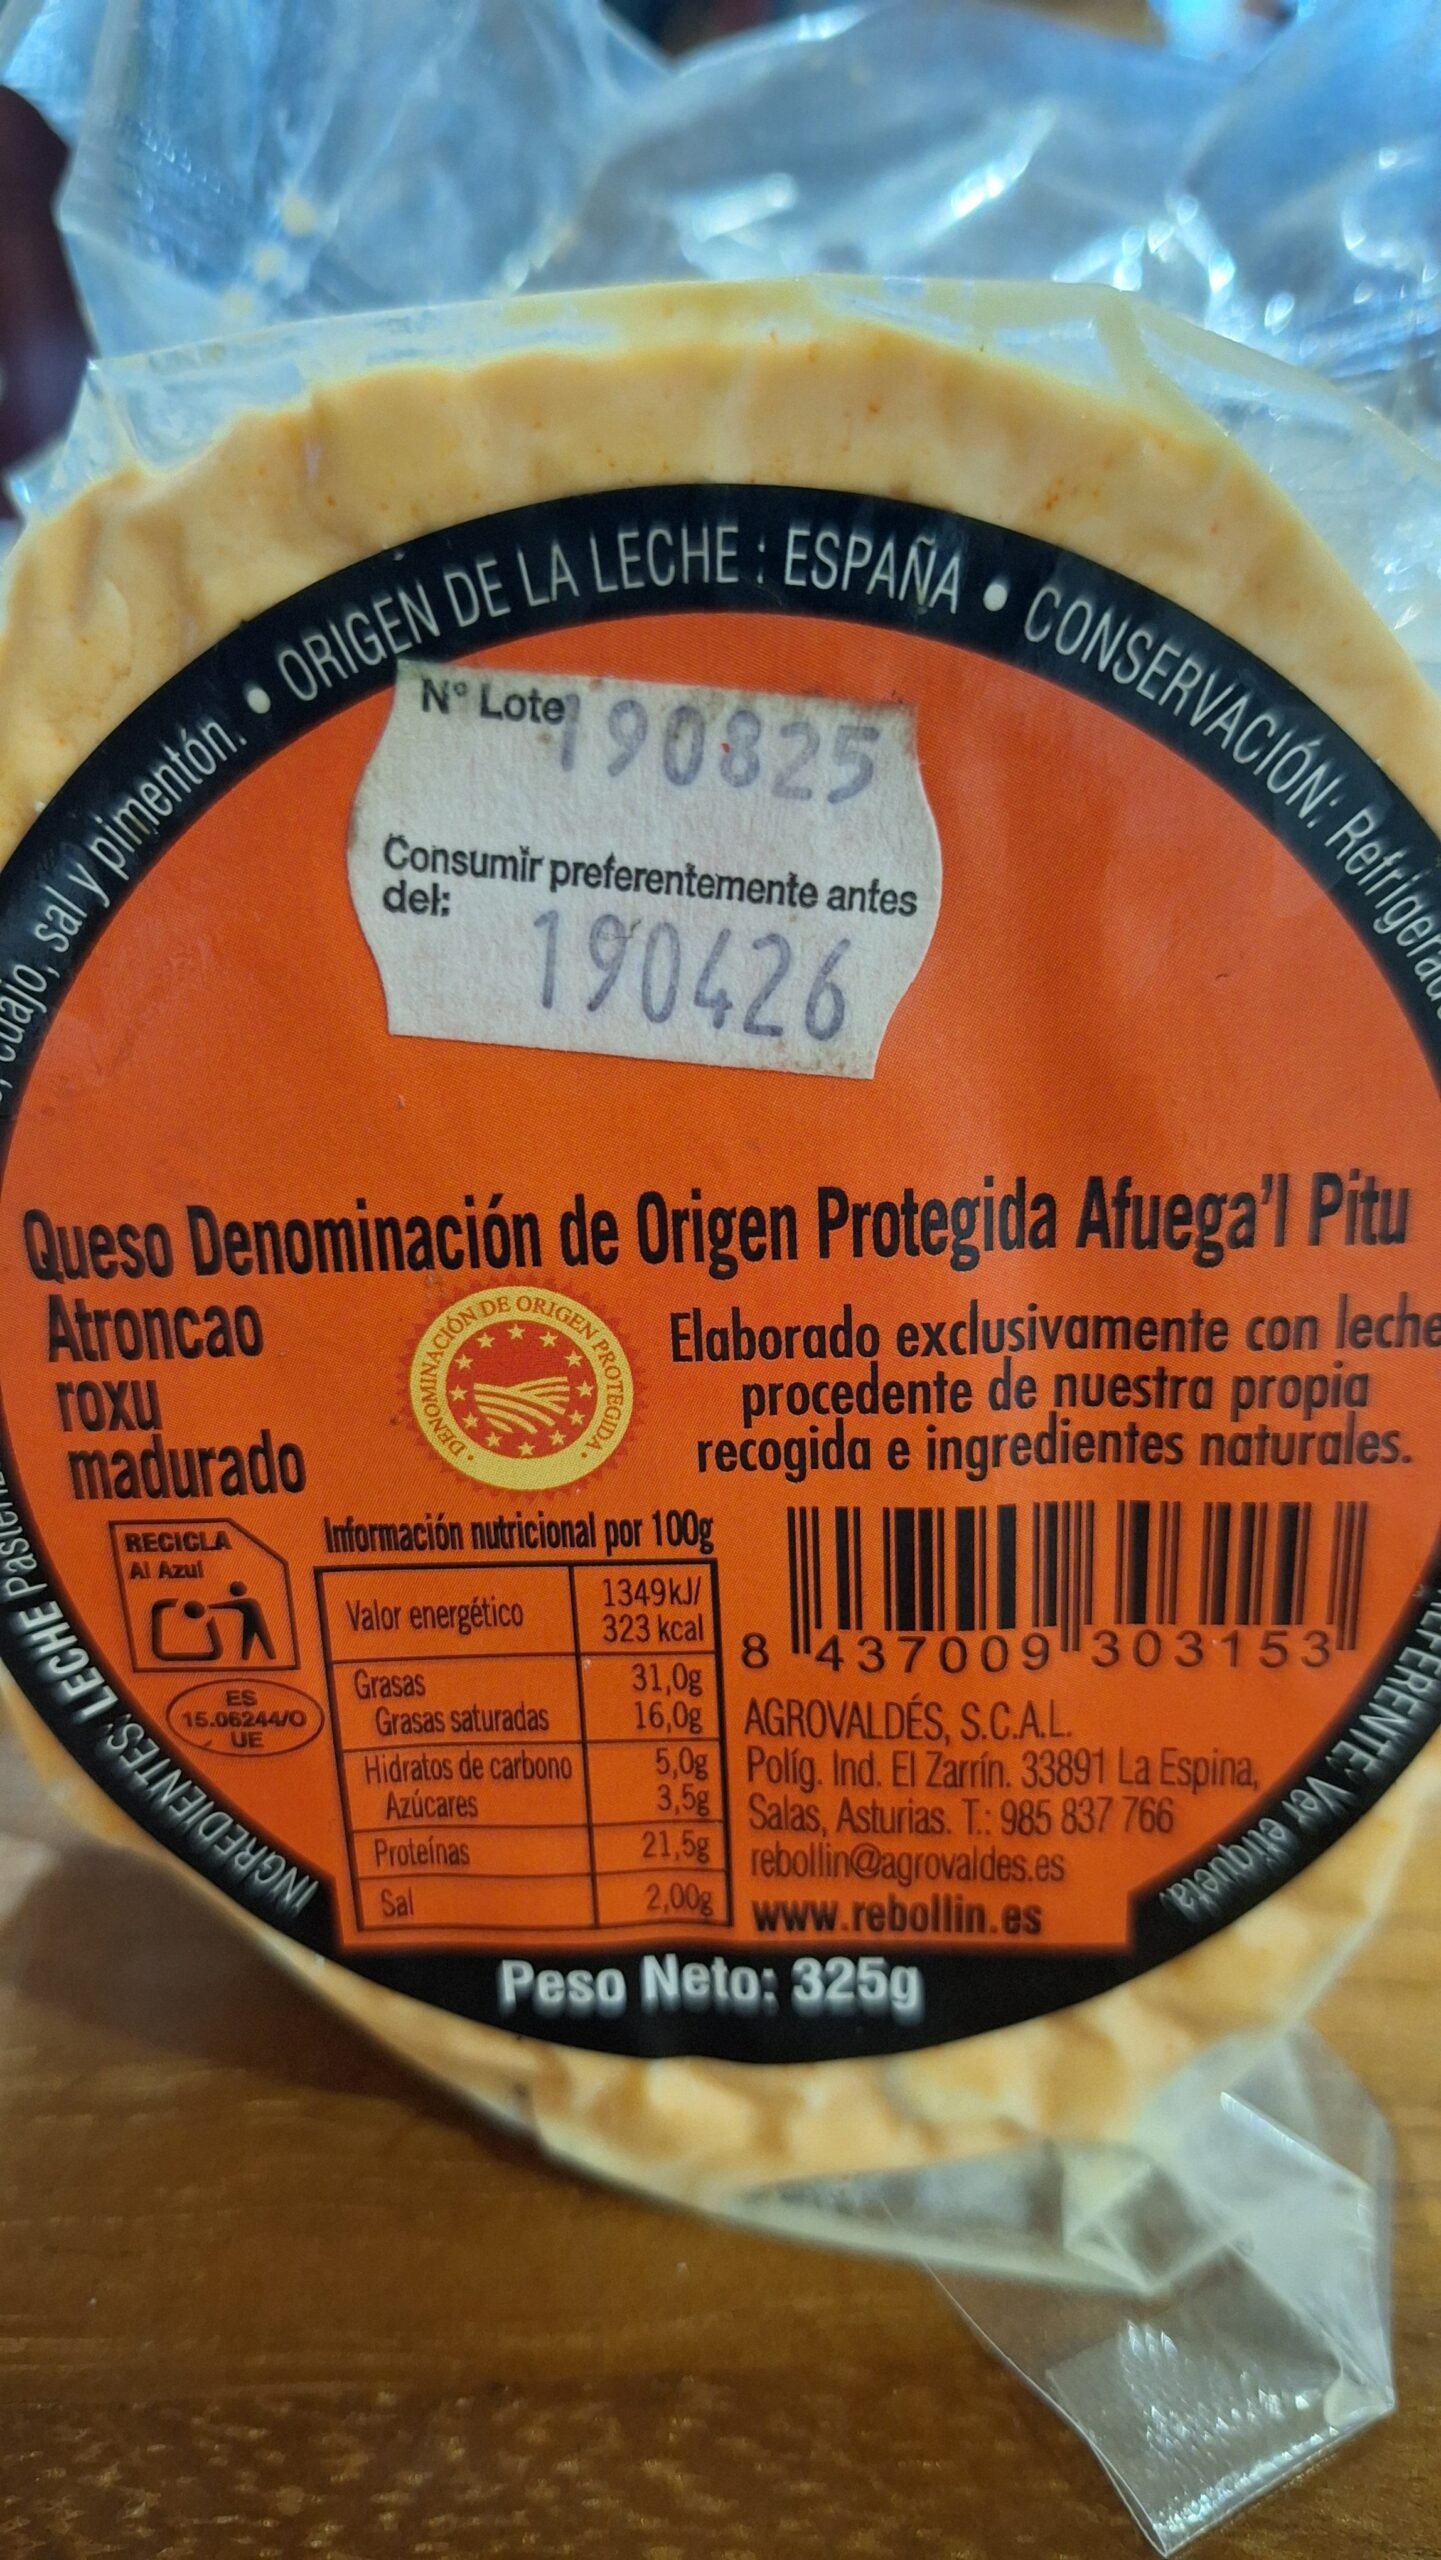 INGREDIENTES: LECHE
cuajo, sal y pimentón. • ORIGEN DE LA LECHE : ESPAÑA • CONSERVACIÓN:
Nº Lote 190825
Consumir preferentemente antes
del:
190426
Queso Denominación de Origen Protegida Afuega'l Pitu
Atroncao
roxu
madurado
DENOMINACIÓN DE ORIGEN PROTEGIDA
Elaborado exclusivamente con leche
procedente de nuestra propia
recogida e ingredientes naturales.
RECICLA
Al Azul
ES
15.06244/O
UE
Información nutricional por 100g
Valor energético 1349kJ/
323 kcal
Grasas 31,0g
Grasas saturadas 16,0g
Hidratos de carbono 5,0g
Azúcares 3,5g
Proteínas 21,5g
Sal 2,00g
8 437009 303153
AGROVALDÉS, S.C.A.L.
Políg. Ind. El Zarrín. 33891 La Espina,
Salas, Asturias. T.: 985 837 766
rebollin@agrovaldes.es
www.rebollin.es
Ver etiqueta.
Peso Neto: 325g